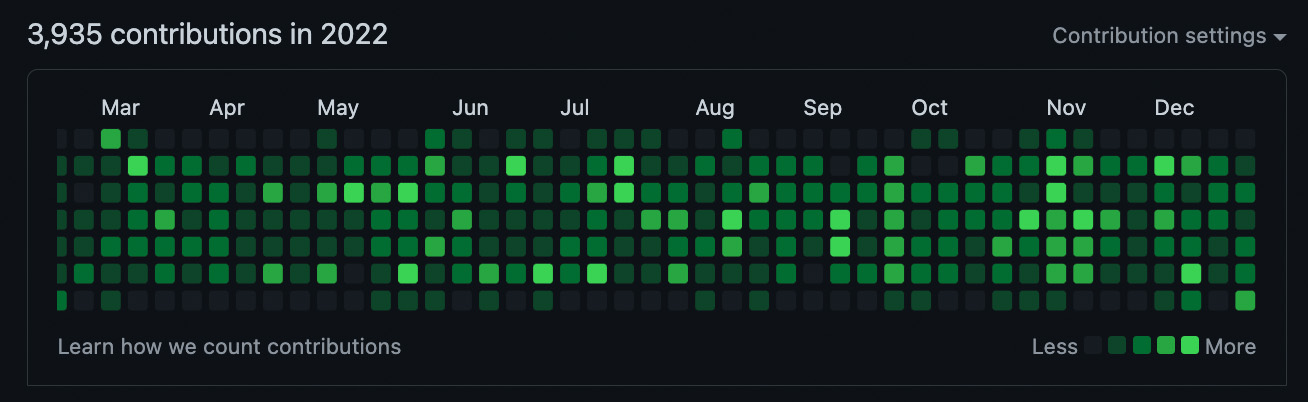 3,935 contributions in 2022
Contribution settings
Mar Apr May Jun Jul Aug Sep Oct Nov Dec
Learn how we count contributions
Less More